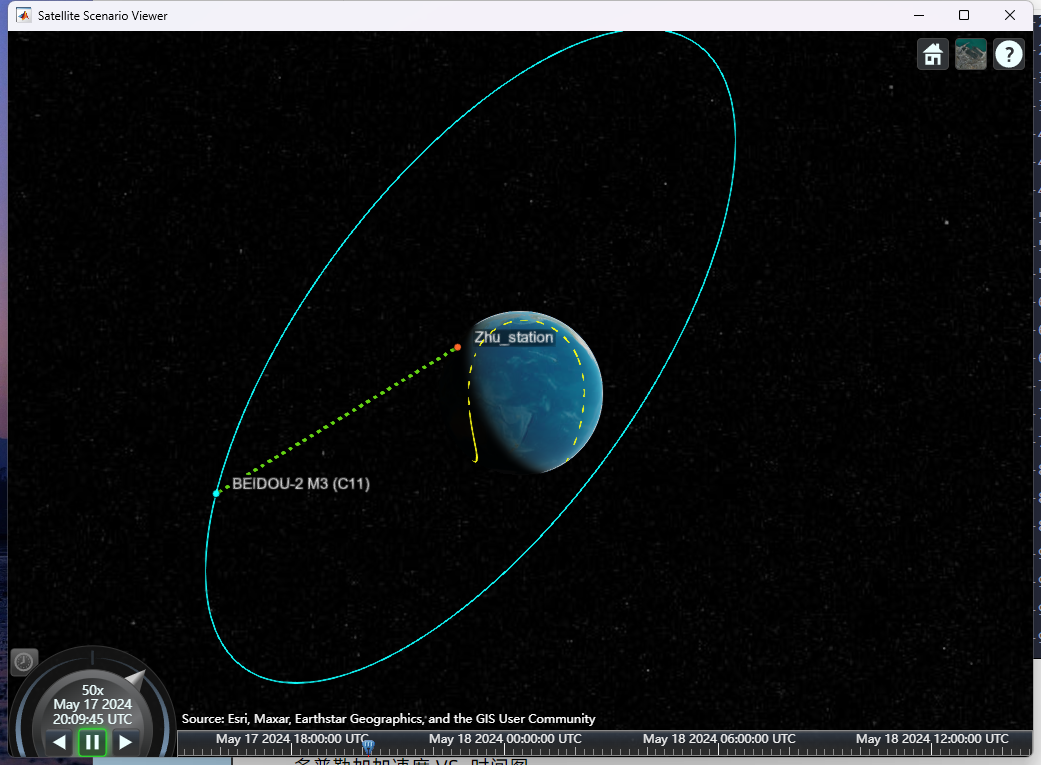 Satellite Scenario Viewer
Zhu_station
BEIDOU-2 M3 (C11)
50x
May 17 2024
20:09:45 UTC
Source: Esri, Maxar, Earthstar Geographics, and the GIS User Community
May 17 2024 18:00:00 UTC
May 18 2024 00:00:00 UTC
May 18 2024 06:00:00 UTC
May 18 2024 12:00:00 UTC